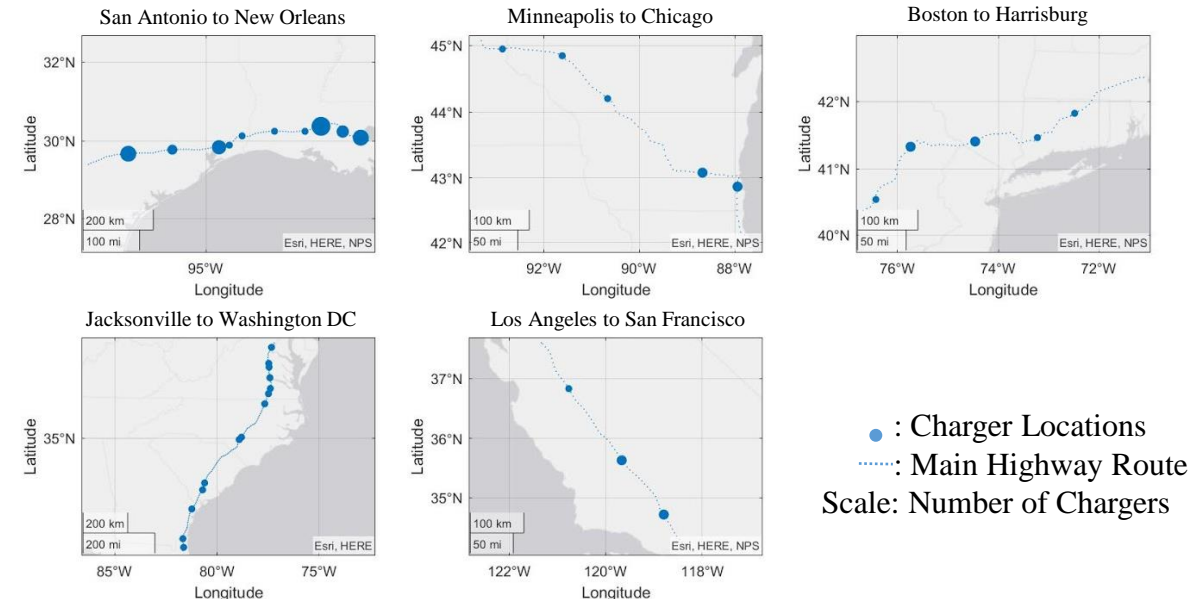 San Antonio to New Orleans
32°N
30°N
28°N
Latitude
200 km
100 mi
Esri, HERE, NPS
95°W
Longitude
Minneapolis to Chicago
45°N
44°N
43°N
42°N
Latitude
100 km
50 mi
Esri, HERE, NPS
92°W 90°W 88°W
Longitude
Boston to Harrisburg
42°N
41°N
40°N
Latitude
100 km
50 mi
Esri, HERE, NPS
76°W 74°W 72°W
Longitude
Jacksonville to Washington DC
35°N
Latitude
200 km
200 mi
Esri, HERE
85°W 80°W 75°W
Longitude
Los Angeles to San Francisco
37°N
36°N
35°N
Latitude
100 km
50 mi
Esri, HERE, NPS
122°W 120°W 118°W
Longitude
: Charger Locations
: Main Highway Route
Scale: Number of Chargers